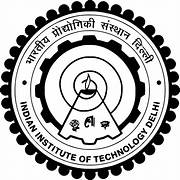 भारतीय प्रौद्योगिकी संस्थान दिल्ली
INDIAN INSTITUTE OF TECHNOLOGY DELHI